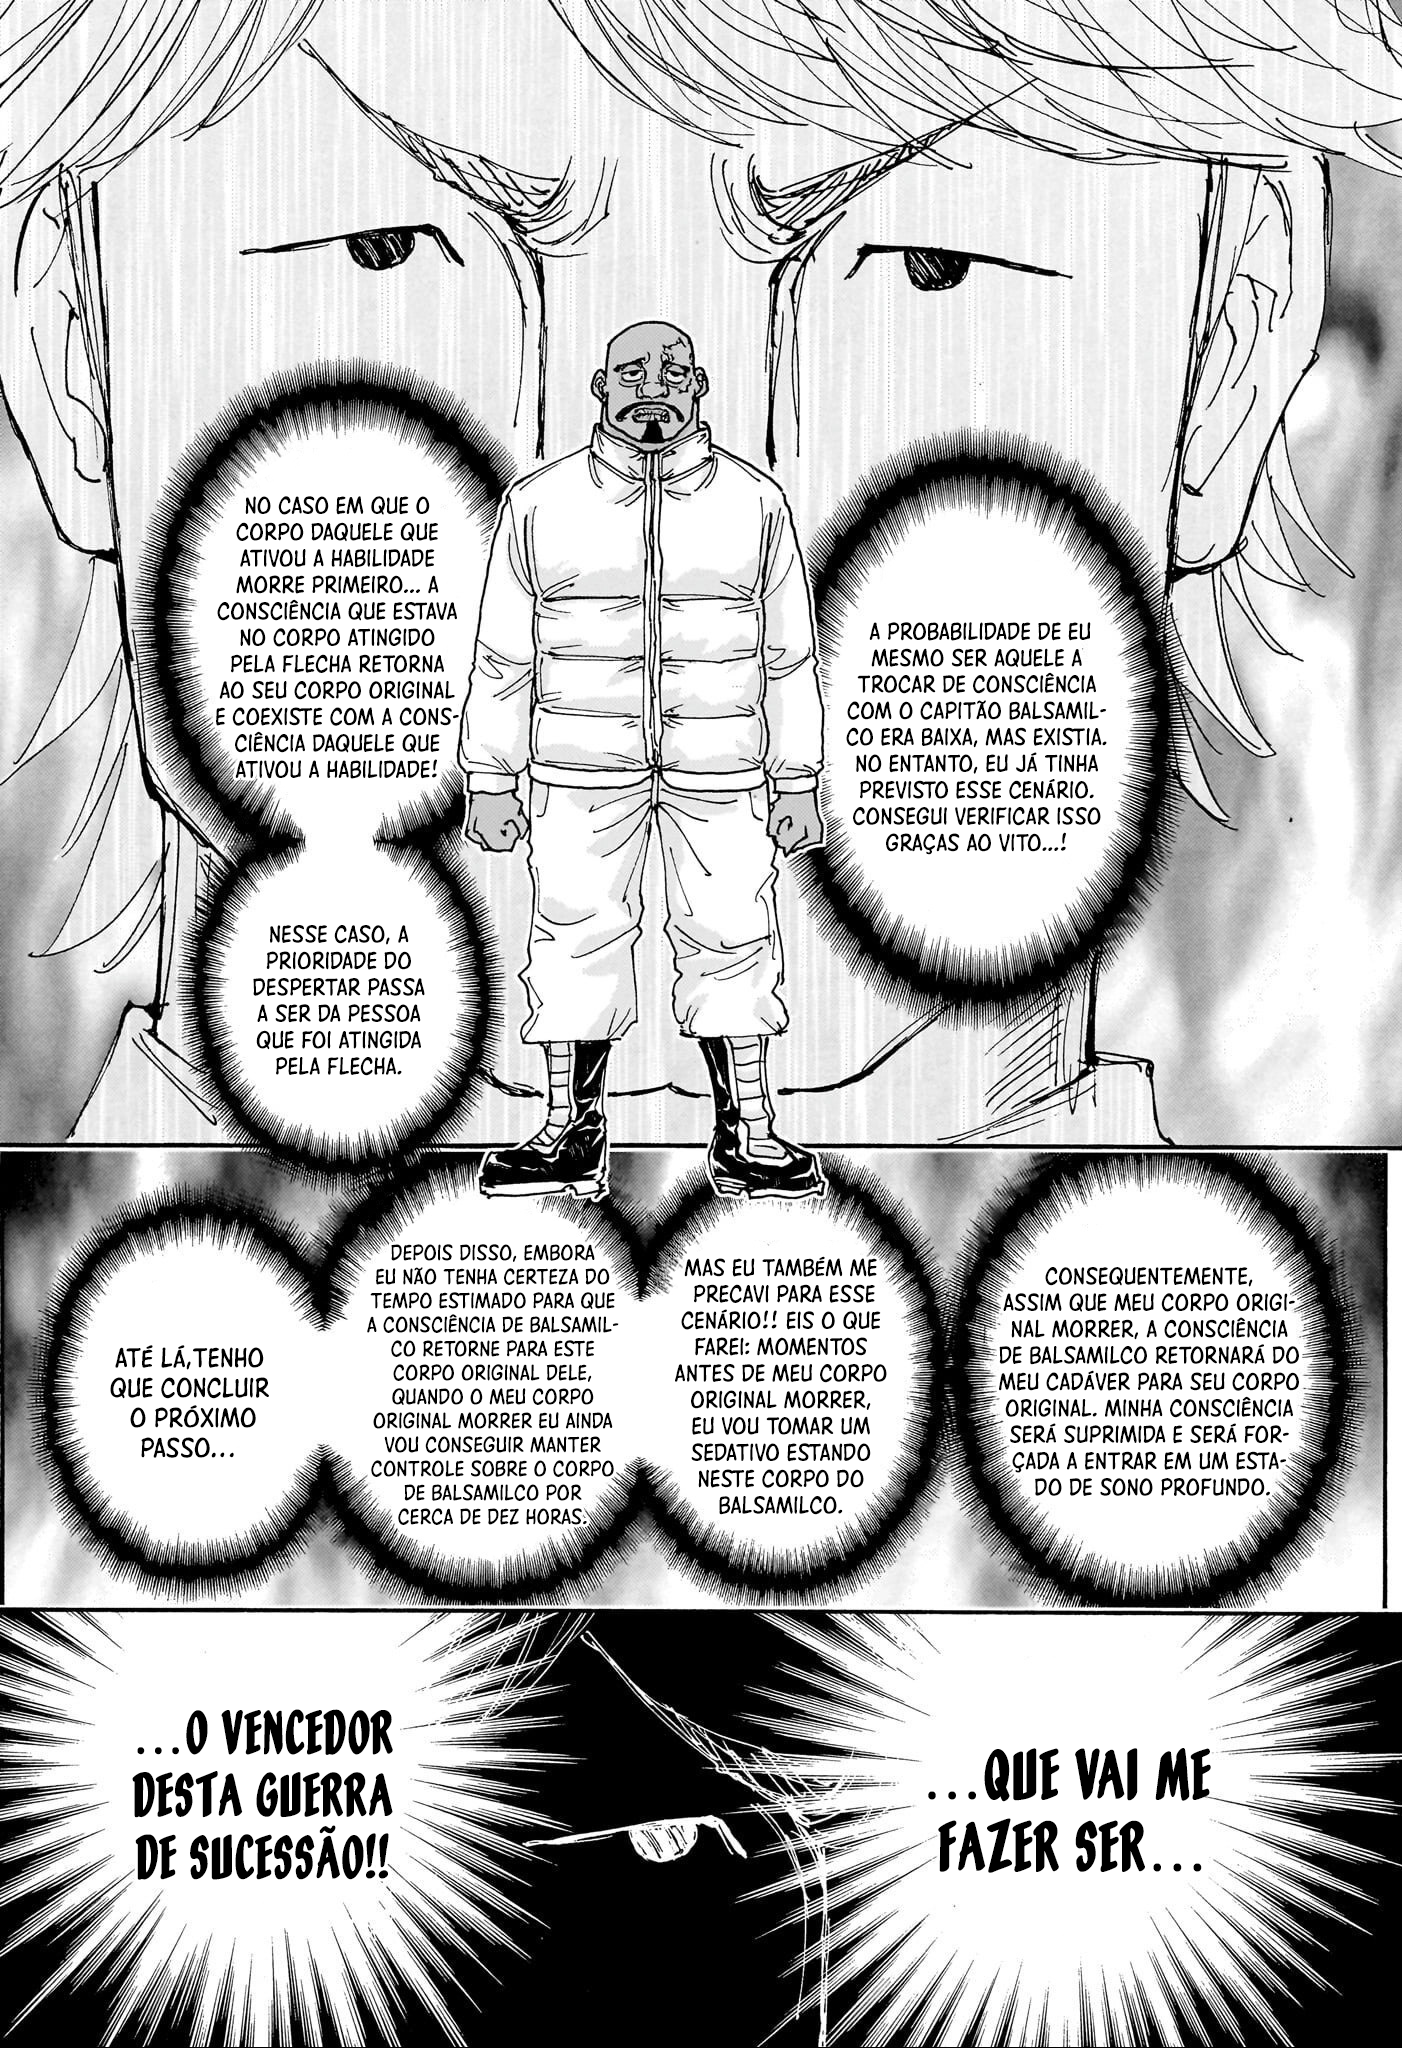 A PROBABILIDADE DE EU
MESMO SER AQUELE A
TROCAR DE CONSCIÊNCIA
COM O CAPITÃO BALSAMIL-
CO ERA BAIXA, MAS EXISTIA.
NO ENTANTO, EU JÁ TINHA
PREVISTO ESSE CENÁRIO.
CONSEGUI VERIFICAR ISSO
GRAÇAS AO VITO...!
NO CASO EM QUE O
CORPO DAQUELE QUE
ATIVOU A HABILIDADE
MORRE PRIMEIRO... A
CONSCIÊNCIA QUE ESTAVA
NO CORPO ATINGIDO
PELA FLECHA RETORNA
AO SEU CORPO ORIGINAL
E COEXISTE COM A CONS-
CIÊNCIA DAQUELE QUE
ATIVOU A HABILIDADE!
NESSE CASO, A
PRIORIDADE DO
DESPERTAR PASSA
A SER DA PESSOA
QUE FOI ATINGIDA
PELA FLECHA.
CONSEQUENTEMENTE,
ASSIM QUE MEU CORPO ORIGI-
NAL MORRER, A CONSCIÊNCIA
DE BALSAMILCO RETORNARÁ DO
MEU CADÁVER PARA SEU CORPO
ORIGINAL. MINHA CONSCIÊNCIA
SERÁ SUPRIMIDA E SERÁ FOR-
ÇADA A ENTRAR EM UM ESTA-
DO DE SONO PROFUNDO.
MAS EU TAMBÉM ME
PRECAVI PARA ESSE
CENÁRIO!! EIS O QUE
FAREI: MOMENTOS
ANTES DE MEU CORPO
ORIGINAL MORRER,
EU VOU TOMAR UM
SEDATIVO ESTANDO
NESTE CORPO DO
BALSAMILCO.
DEPOIS DISSO, EMBORA
EU NÃO TENHA CERTEZA DO
TEMPO ESTIMADO PARA QUE
A CONSCIÊNCIA DE BALSAMIL-
CO RETORNE PARA ESTE
CORPO ORIGINAL DELE,
QUANDO O MEU CORPO
ORIGINAL MORRER EU AINDA
VOU CONSEGUIR MANTER
CONTROLE SOBRE O CORPO
DE BALSAMILCO POR
CERCA DE DEZ HORAS.
ATÉ LÁ,TENHO
QUE CONCLUIR
O PRÓXIMO
PASSO...
...QUE VAI ME
FAZER SER...
...O VENCEDOR
DESTA GUERRA
DE SUCESSÃO!!